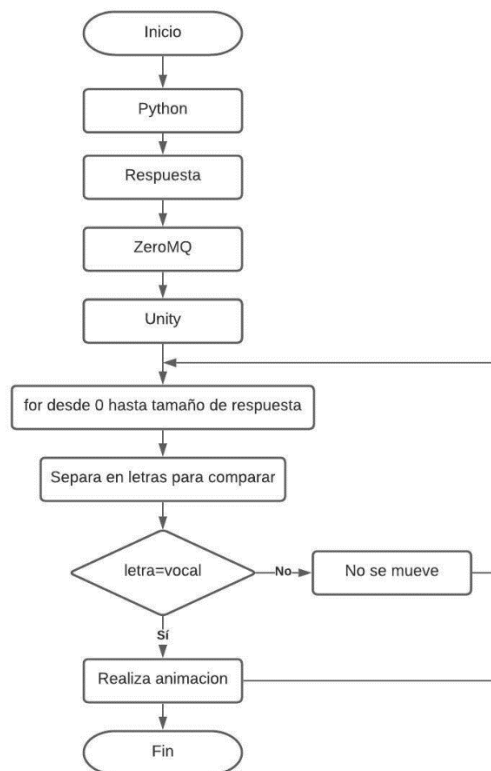 Inicio
Python
Respuesta
ZeroMQ
Unity
for desde 0 hasta tamaño de respuesta
Separa en letras para comparar
letra=vocal
No
No se mueve
Sí
Realiza animacion
Fin